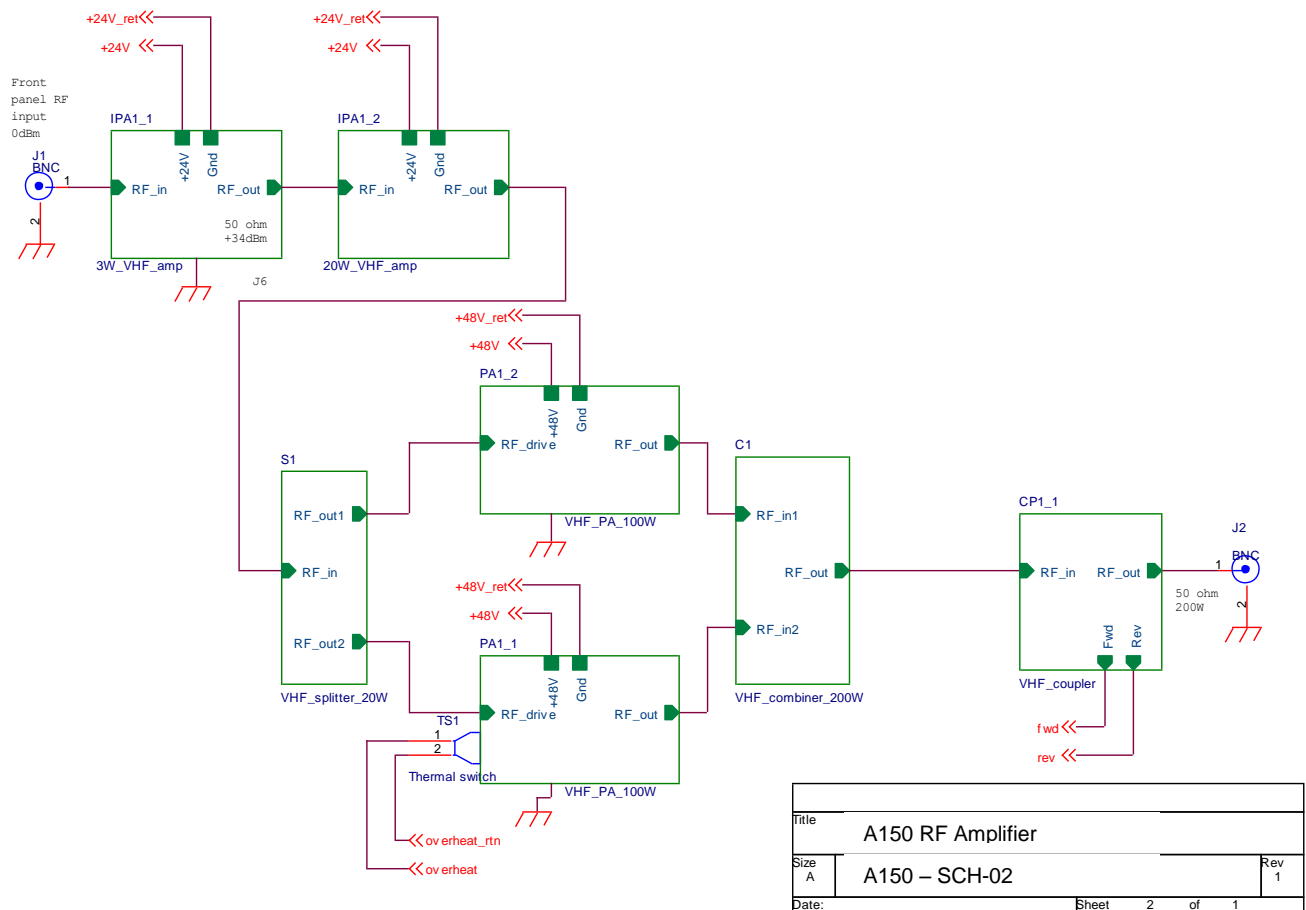 +24V_ret
+24V
+24V_ret
+24V
Front
panel RF
input
0dBm
J1
BNC
1
2
IPA1_1
+24V
Gnd
RF_in
RF_out
50 ohm
+34dBm
3W_VHF_amp
J6
IPA1_2
+24V
Gnd
RF_in
RF_out
20W_VHF_amp
+48V_ret
+48V
PA1_2
+48V
Gnd
RF_drive
RF_out
VHF_PA_100W
S1
RF_out1
RF_in
RF_out2
VHF_splitter_20W
+48V_ret
+48V
PA1_1
+48V
Gnd
RF_drive
RF_out
VHF_PA_100W
TS1
1
2
Thermal switch
overheat_rtn
overheat
C1
RF_in1
RF_out
RF_in2
VHF_combiner_200W
CP1_1
RF_in
RF_out
Fwd
Rev
VHF_coupler
fwd
rev
J2
BNC
1
2
50 ohm
200W
Title
A150 RF Amplifier
Size
A
A150 – SCH-02
Rev
1
Date:
Sheet 2 of 1